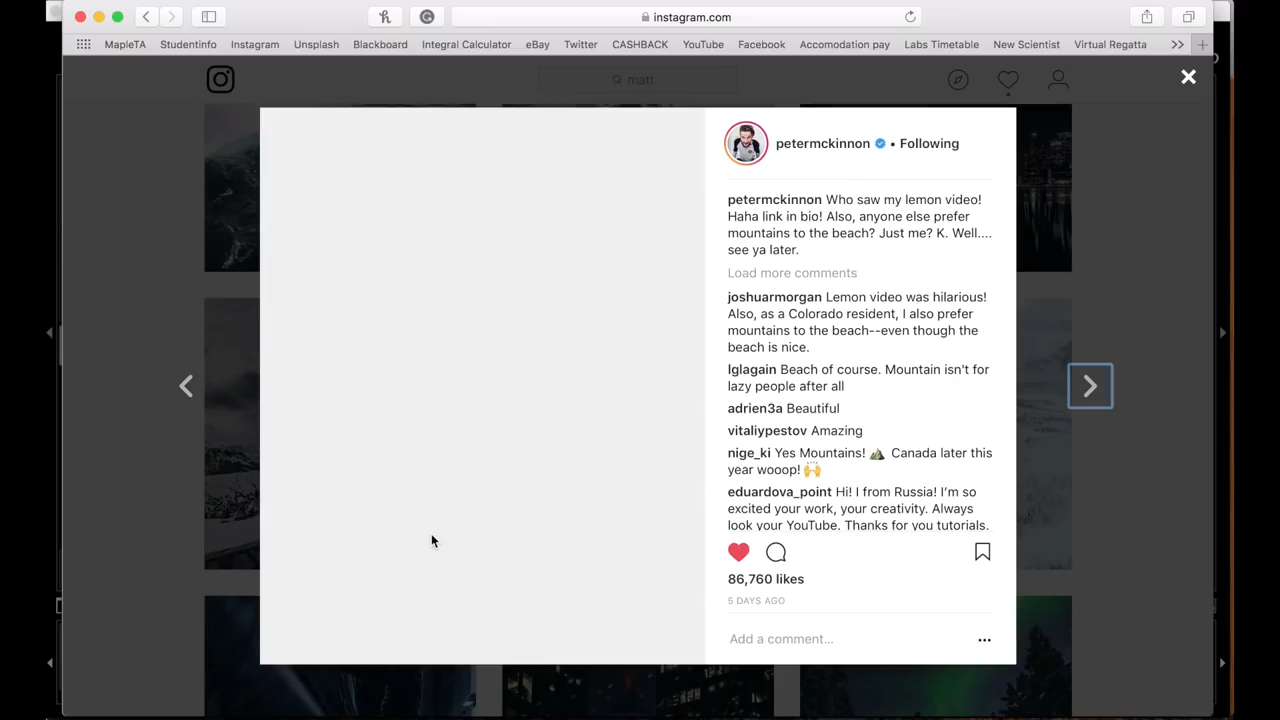 instagram.com
MapleTA Studentinfo Instagram Unsplash Blackboard Integral Calculator eBay Twitter CASHBACK YouTube Facebook Accomodation pay Labs Timetable New Scientist Virtual Regatta
matt
petermckinnon • Following
petermckinnon Who saw my lemon video!
Haha link in bio! Also, anyone else prefer
mountains to the beach? Just me? K. Well....
see ya later.
Load more comments
joshuarmorgan Lemon video was hilarious!
Also, as a Colorado resident, I also prefer
mountains to the beach--even though the
beach is nice.
lglagain Beach of course. Mountain isn't for
lazy people after all
adrien3a Beautiful
vitaliypestov Amazing
nige_ki Yes Mountains! ⛰ Canada later this
year wooop! 🙌
eduardova_point Hi! I from Russia! I'm so
excited your work, your creativity. Always
look your YouTube. Thanks for you tutorials.
86,760 likes
5 DAYS AGO
Add a comment...